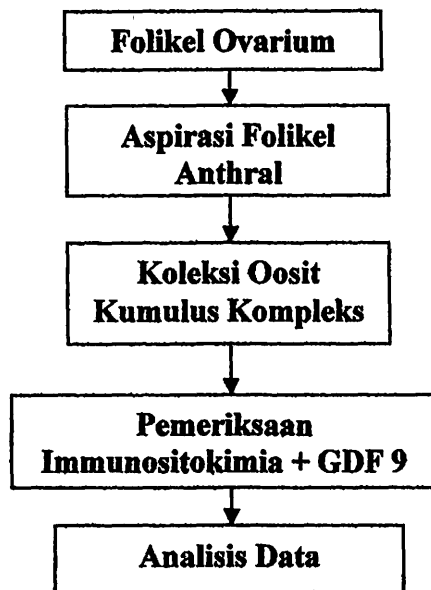 Folikel Ovarium
Aspirasi Folikel
Anthral
Koleksi Oosit
Kumulus Kompleks
Pemeriksaan
Immunositokimia + GDF 9
Analisis Data